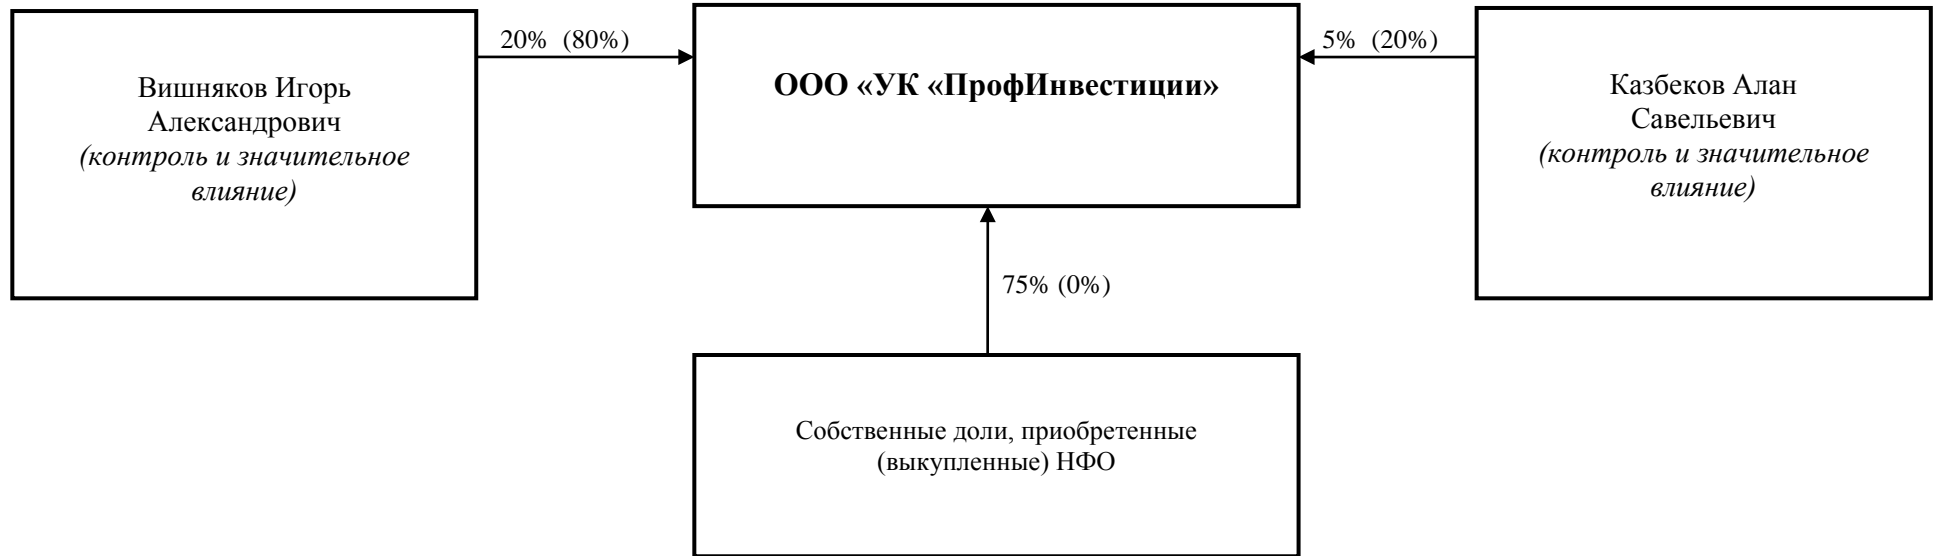 20% (80%)
5% (20%)
ООО «УК «ПрофИнвестиции»
Вишняков Игорь
Александрович
(контроль и значительное
влияние)
Казбеков Алан
Савельевич
(контроль и значительное
влияние)
75% (0%)
Собственные доли, приобретенные
(выкупленные) НФО